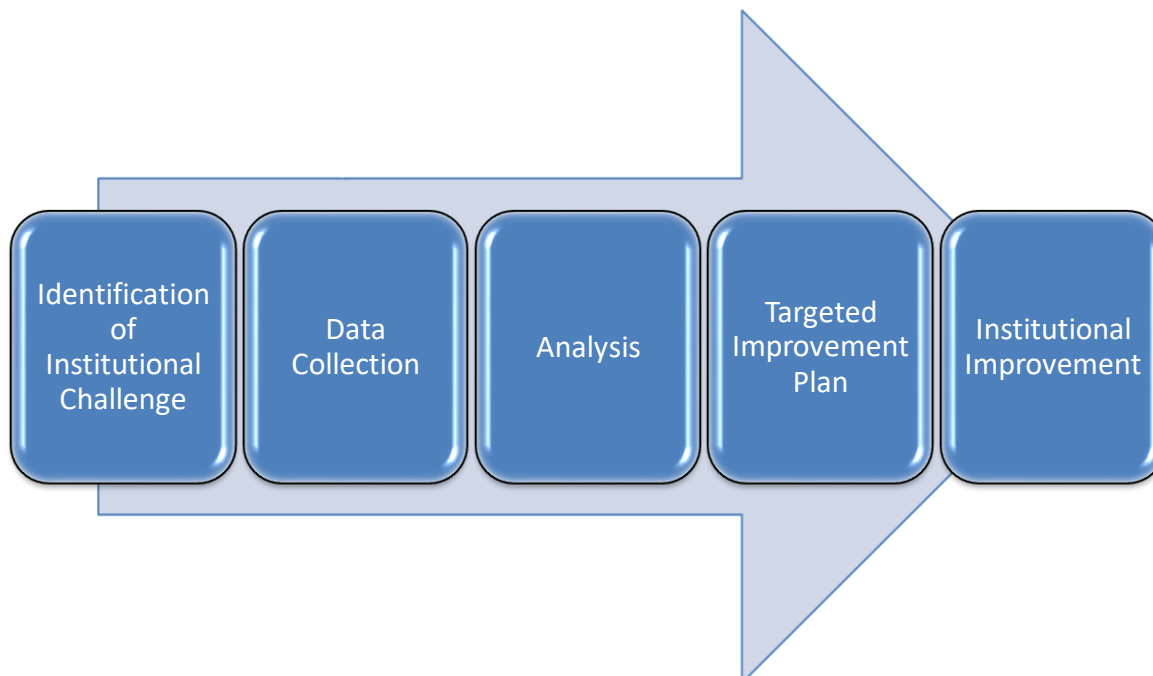 Identification
of
Institutional
Challenge
Data
Collection
Analysis
Targeted
Improvement
Plan
Institutional
Improvement